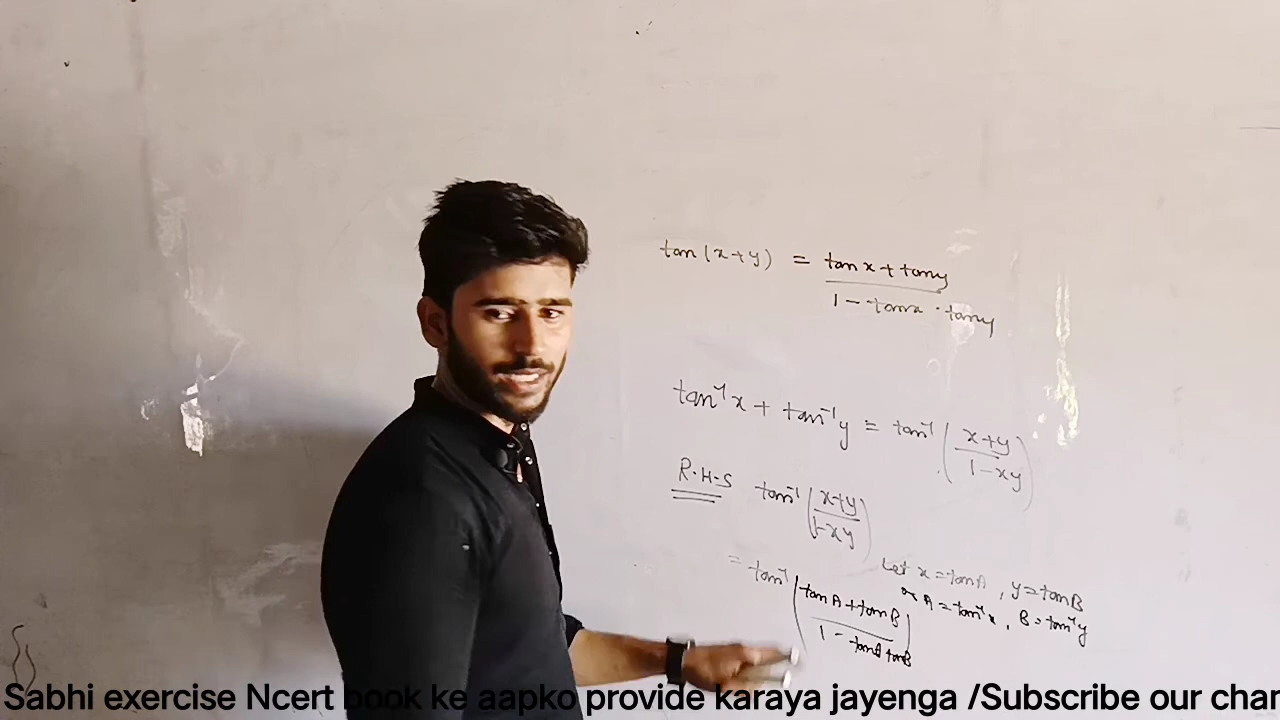 tan (x+y) = tan x + tan y / 1 - tan x · tan y
tan⁻¹ x + tan⁻¹ y = tan⁻¹ ( x+y / 1-xy )
R.H.S tan⁻¹ ( x+y / 1-xy )
Let x = tan A , y = tan B
or A = tan⁻¹ x , B = tan⁻¹ y
= tan⁻¹ ( tan A + tan B / 1 - tan A tan B )
Sabhi exercise Ncert book ke aapko provide karaya jayenga /Subscribe our